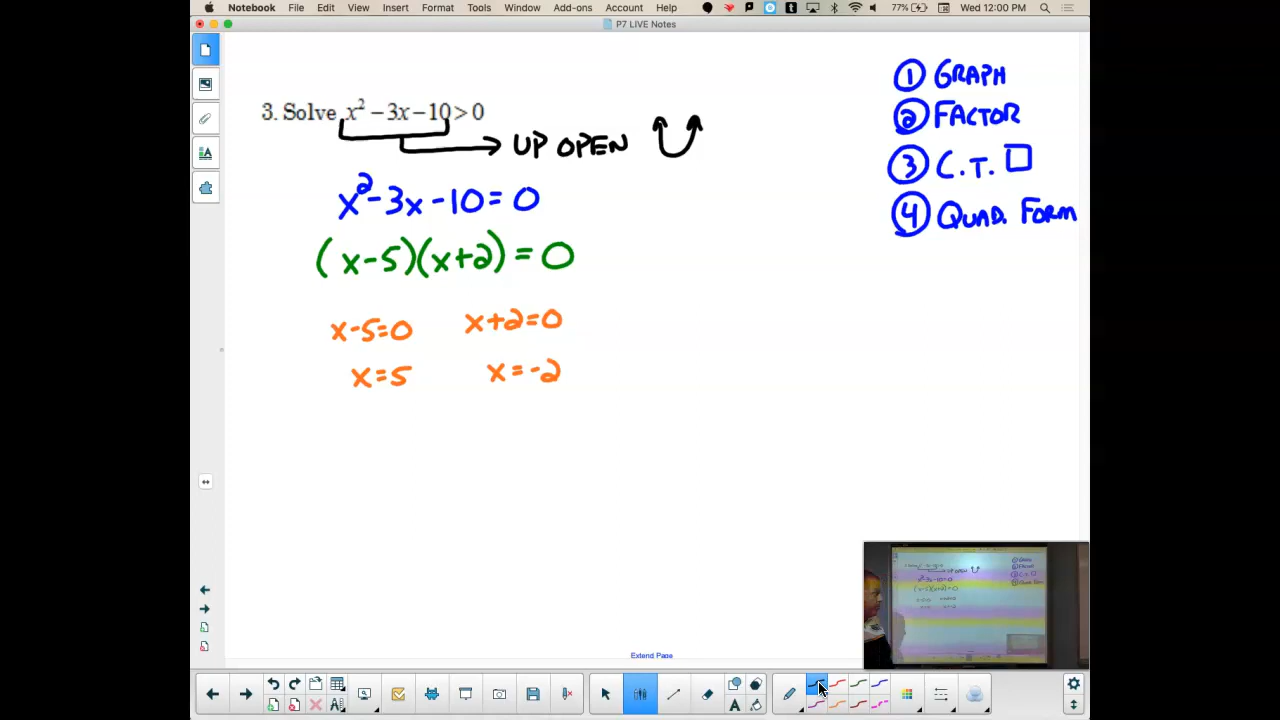 Notebook File Edit View Insert Format Tools Window Add-ons Account Help 77% Wed 12:00 PM
P7 LIVE Notes
① GRAPH
② FACTOR
③ C.T. □
④ QUAD. FORM
3. Solve x² − 3x − 10 > 0
UP OPEN
x² - 3x - 10 = 0
(x-5)(x+2) = 0
x-5=0 x+2=0
x=5 x=-2
Extend Page